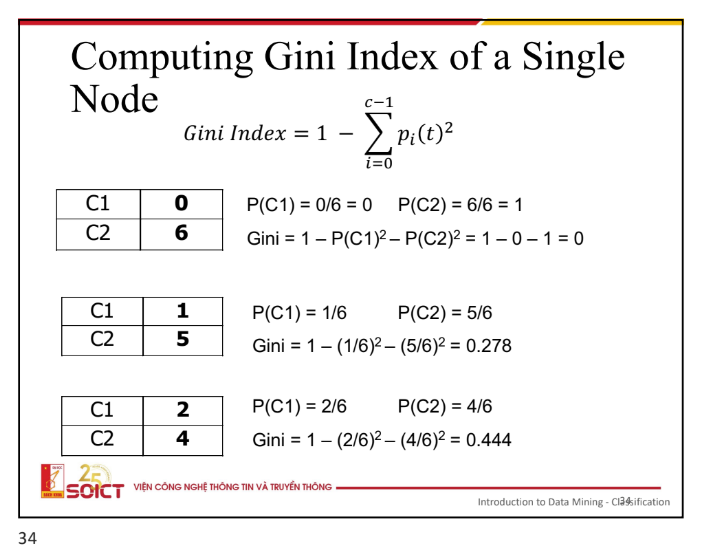 Computing Gini Index of a Single
Node
Gini Index = 1 − ∑_{i=0}^{c−1} p_i(t)^2
C1 0
C2 6
P(C1) = 0/6 = 0 P(C2) = 6/6 = 1
Gini = 1 – P(C1)² – P(C2)² = 1 – 0 – 1 = 0
C1 1
C2 5
P(C1) = 1/6 P(C2) = 5/6
Gini = 1 – (1/6)² – (5/6)² = 0.278
C1 2
C2 4
P(C1) = 2/6 P(C2) = 4/6
Gini = 1 – (2/6)² – (4/6)² = 0.444
25
SOICT VIỆN CÔNG NGHỆ THÔNG TIN VÀ TRUYỀN THÔNG
Introduction to Data Mining - Classification
34
34